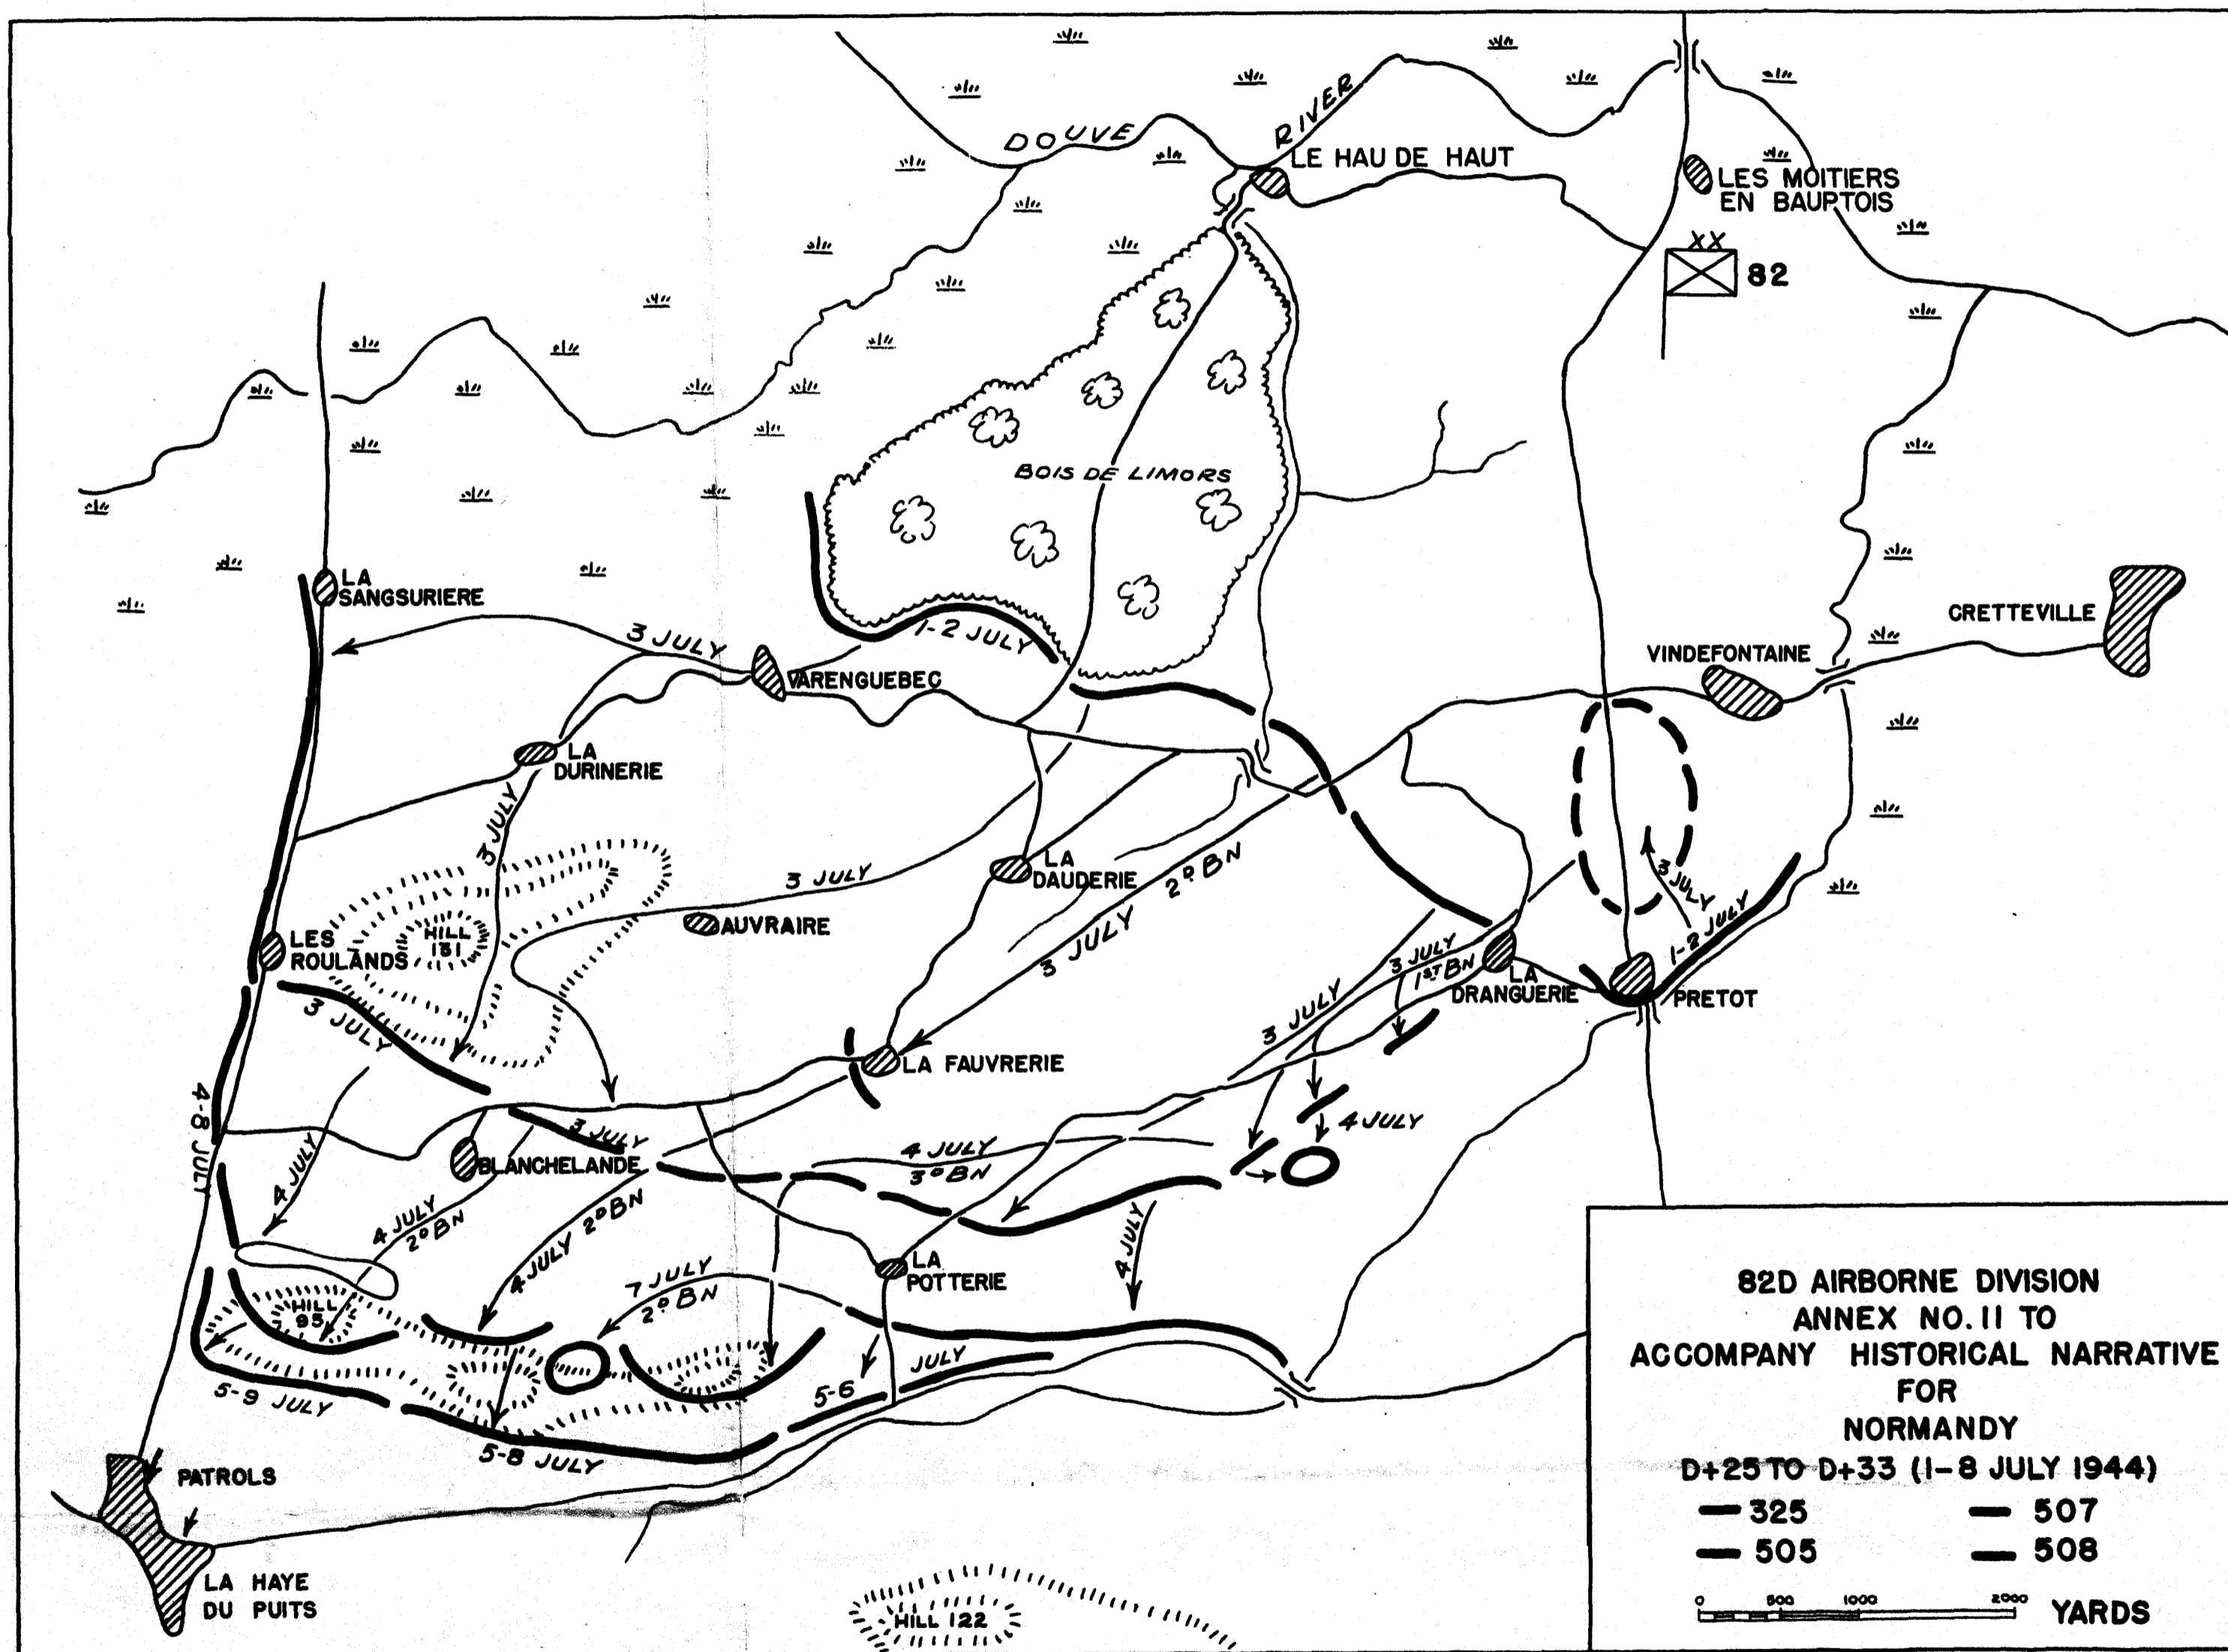 DOUVE
RIVER
LE HAU DE HAUT
LES MOITIERS
EN BAUPTOIS
XX
82
BOIS DE LIMORS
LA
SANGSURIERE
3 JULY
1-2 JULY
VARENGUEBEC
CRETTEVILLE
VINDEFONTAINE
LA
DURINERIE
3 JULY
3 JULY
LA
DAUDERIE
2D BN
3 JULY
AUVRAIRE
HILL
131
LES
ROULANDS
3 JULY
1-2 JULY
3 JULY
1ST BN
LA
DRANGUERIE
PRETOT
3 JULY
3 JULY
LA FAUVRERIE
4-8 JULY
3 JULY
4 JULY
BLANCHELANDE
4 JULY
3D BN
4 JULY
4 JULY
4 JULY
2D BN
4 JULY 2D BN
4 JULY
LA
POTTERIE
7 JULY
2D BN
HILL
95
5-9 JULY
5-6
JULY
5-8 JULY
PATROLS
LA HAYE
DU PUITS
HILL 122
82D AIRBORNE DIVISION
ANNEX NO. 11 TO
ACCOMPANY HISTORICAL NARRATIVE
FOR
NORMANDY
D+25 TO D+33 (1-8 JULY 1944)
325 507
505 508
0 500 1000 2000 YARDS